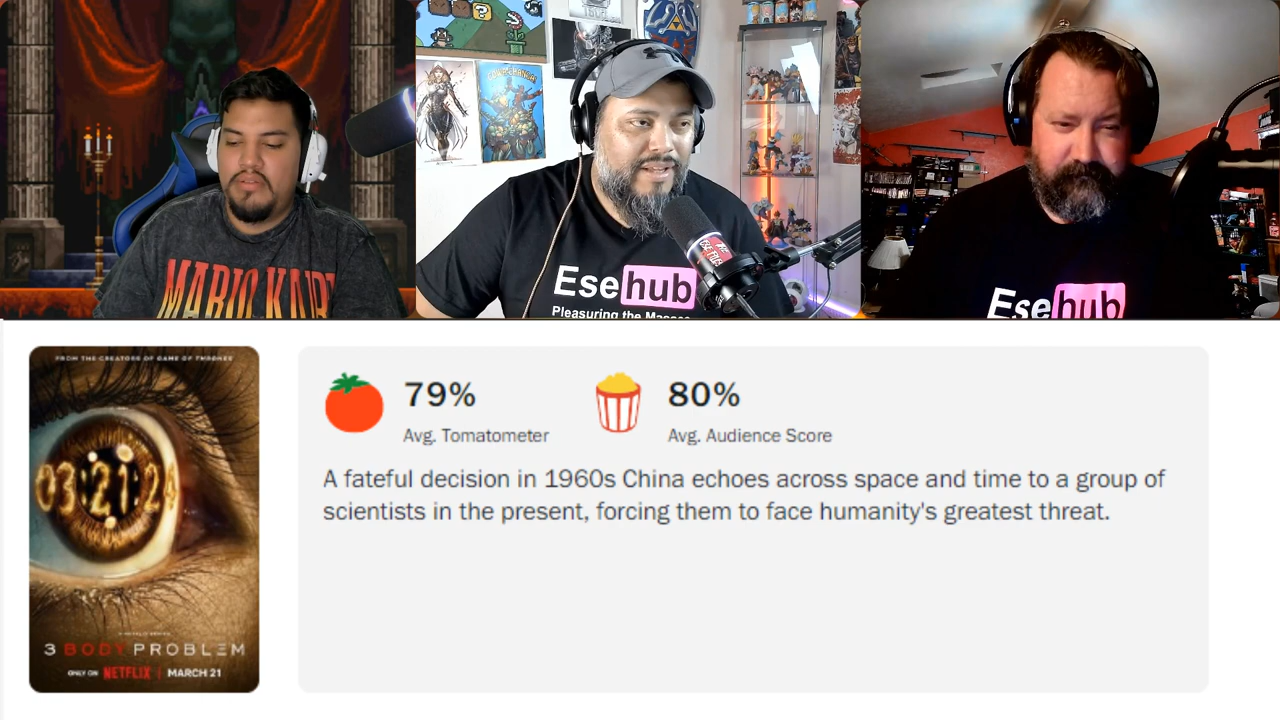 MARIO KART
Esehub
Pleasuring the Masses
Esehub
FROM THE CREATORS OF GAME OF THRONES
03:21:24
A NETFLIX SERIES
3 BODY PROBLEM
ONLY ON NETFLIX | MARCH 21
79%
Avg. Tomatometer
80%
Avg. Audience Score
A fateful decision in 1960s China echoes across space and time to a group of
scientists in the present, forcing them to face humanity's greatest threat.